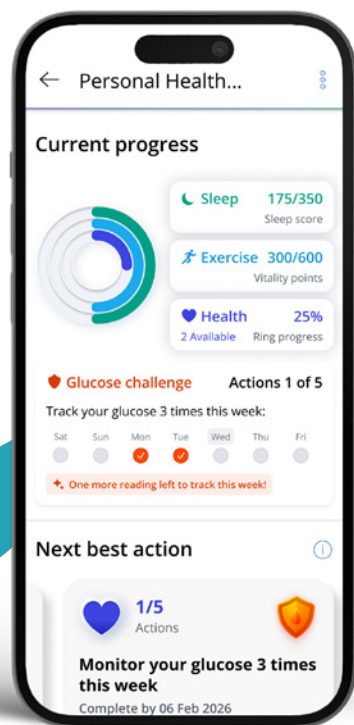 Personal Health...
Current progress
Sleep 175/350
Sleep score
Exercise 300/600
Vitality points
Health 25%
2 Available Ring progress
Glucose challenge Actions 1 of 5
Track your glucose 3 times this week:
Sat Sun Mon Tue Wed Thu Fri
One more reading left to track this week!
Next best action
1/5
Actions
Monitor your glucose 3 times
this week
Complete by 06 Feb 2026